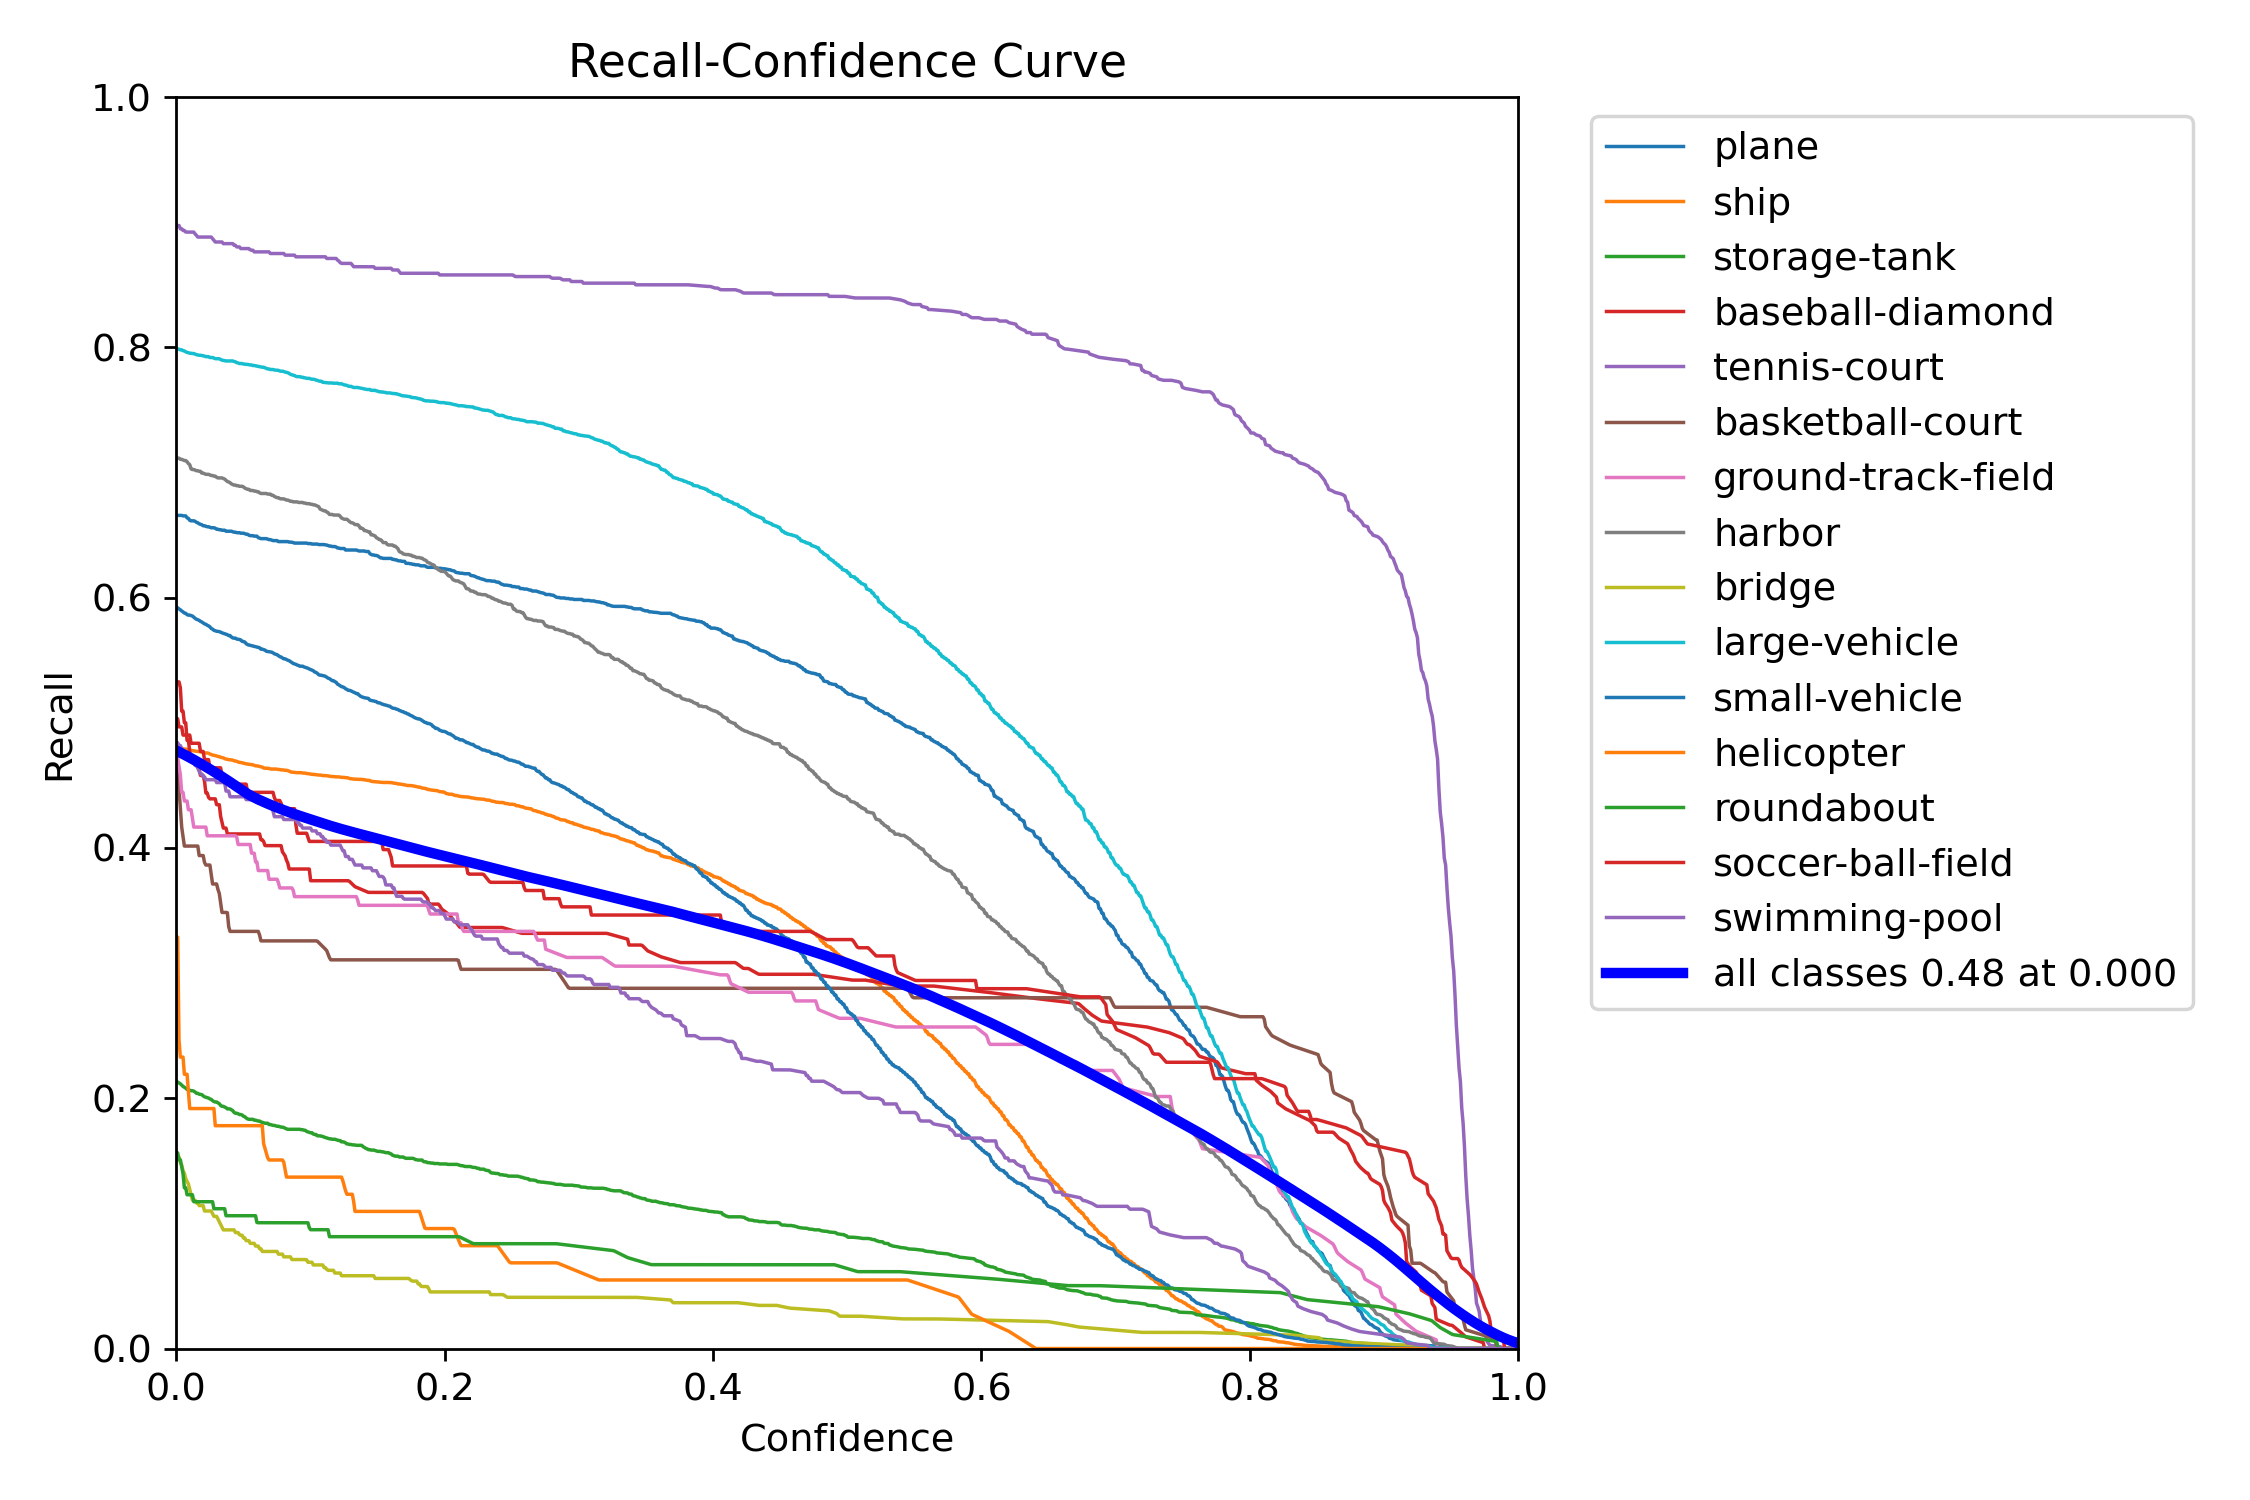 Recall-Confidence Curve
1.0
0.8
0.6
0.4
0.2
0.0
Recall
0.0 0.2 0.4 0.6 0.8 1.0
Confidence
plane
ship
storage-tank
baseball-diamond
tennis-court
basketball-court
ground-track-field
harbor
bridge
large-vehicle
small-vehicle
helicopter
roundabout
soccer-ball-field
swimming-pool
all classes 0.48 at 0.000